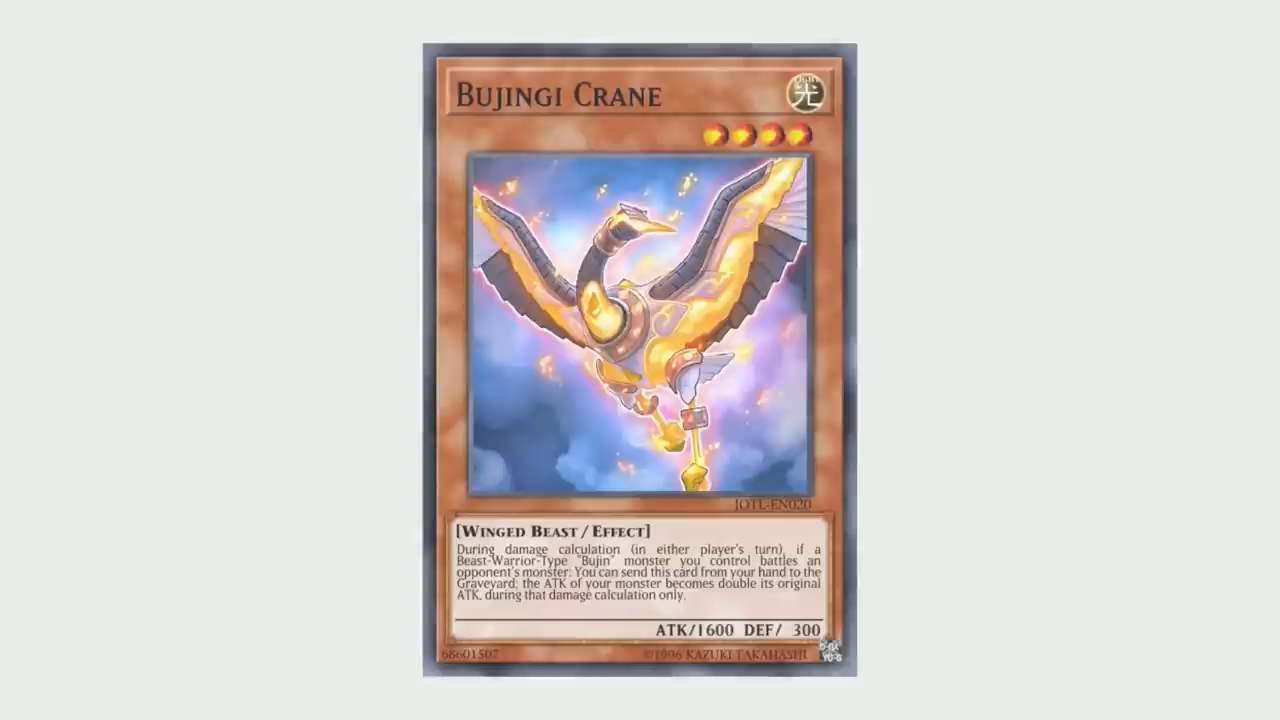 BUJINGI CRANE
光
JOTL-EN020
[WINGED BEAST / EFFECT]
During damage calculation (in either player's turn), if a
Beast-Warrior-Type "Bujin" monster you control battles an
opponent's monster: You can send this card from your hand to the
Graveyard; the ATK of your monster becomes double its original
ATK, during that damage calculation only.
ATK/1600 DEF/ 300
68601507
©1996 KAZUKI TAKAHASHI